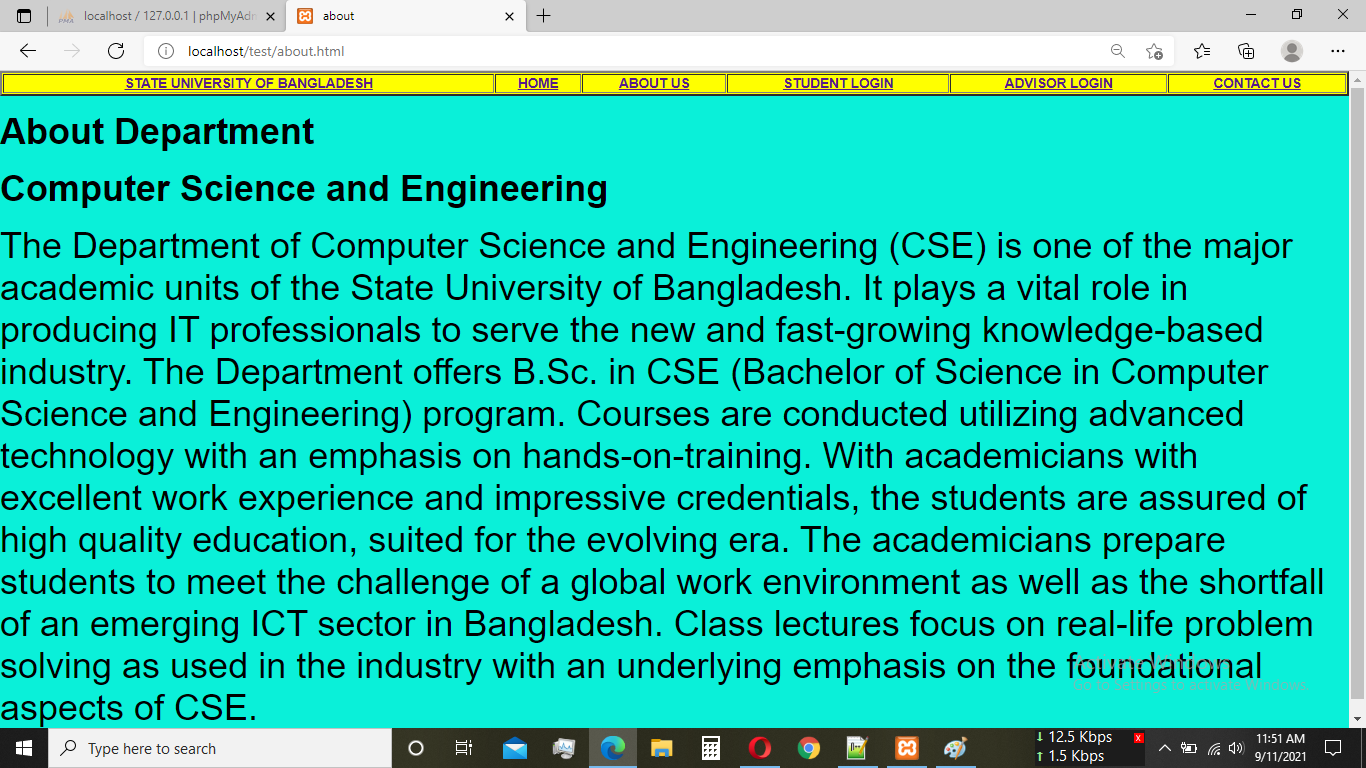 localhost / 127.0.0.1 | phpMyAdm
about
localhost/test/about.html
STATE UNIVERSITY OF BANGLADESH HOME ABOUT US STUDENT LOGIN ADVISOR LOGIN CONTACT US
About Department
Computer Science and Engineering
The Department of Computer Science and Engineering (CSE) is one of the major
academic units of the State University of Bangladesh. It plays a vital role in
producing IT professionals to serve the new and fast-growing knowledge-based
industry. The Department offers B.Sc. in CSE (Bachelor of Science in Computer
Science and Engineering) program. Courses are conducted utilizing advanced
technology with an emphasis on hands-on-training. With academicians with
excellent work experience and impressive credentials, the students are assured of
high quality education, suited for the evolving era. The academicians prepare
students to meet the challenge of a global work environment as well as the shortfall
of an emerging ICT sector in Bangladesh. Class lectures focus on real-life problem
solving as used in the industry with an underlying emphasis on the foundational
aspects of CSE.
Activate Windows
Go to Settings to activate Windows.
Type here to search
12.5 Kbps
1.5 Kbps
x
11:51 AM
9/11/2021